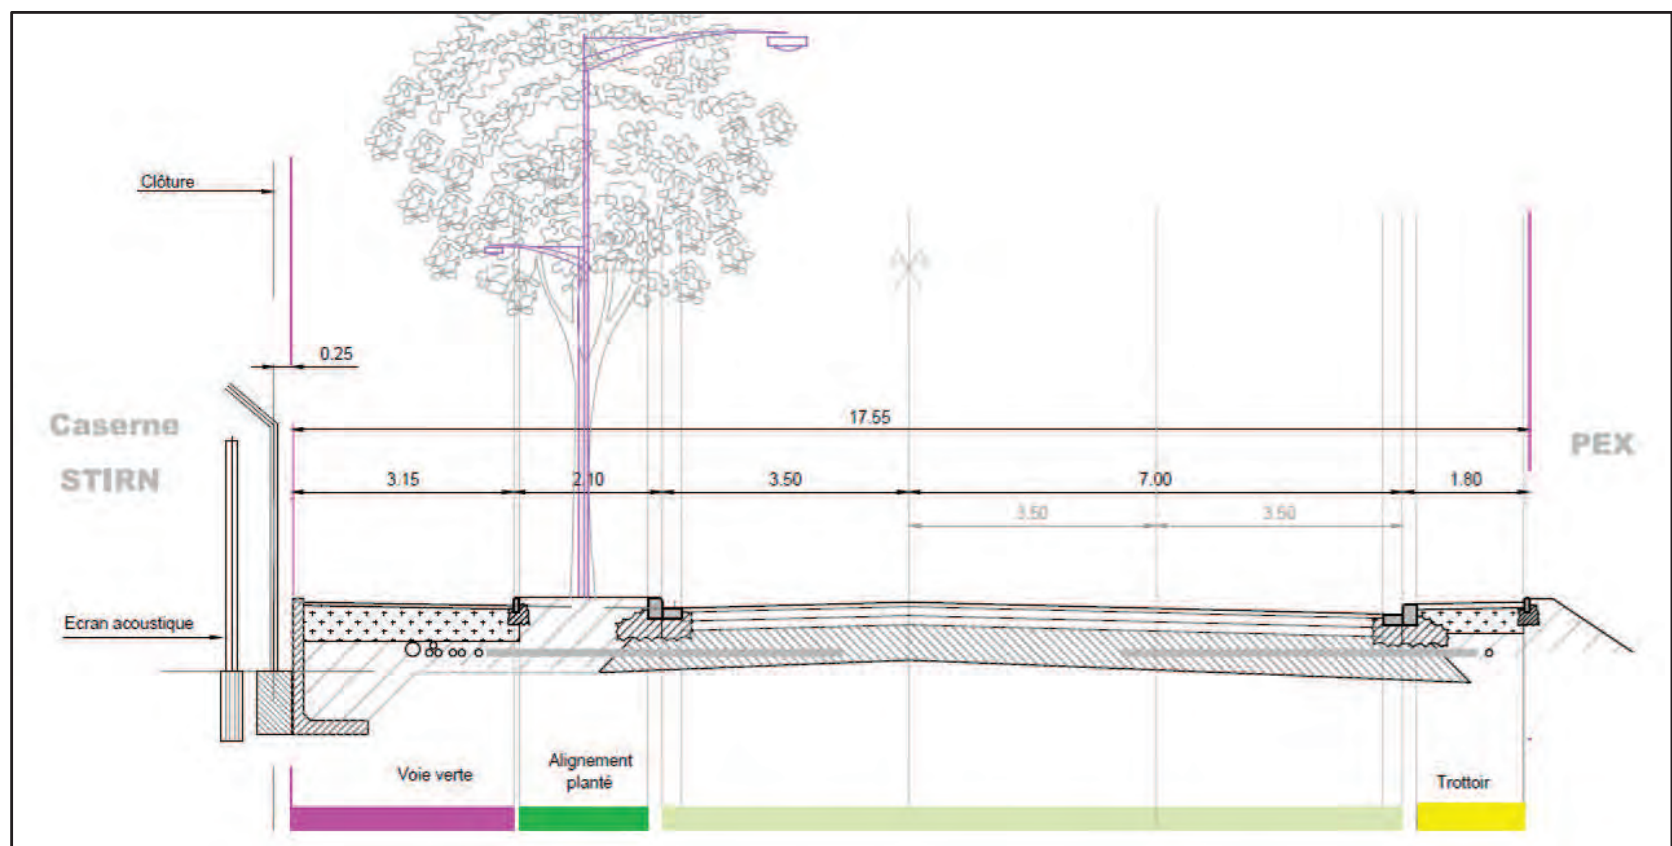 Clôture
0.25
Caserne
STIRN
17.55
PEX
3.15
2.10
3.50
7.00
1.80
3.50
3.50
Ecran acoustique
Voie verte
Alignement
planté
Trottoir